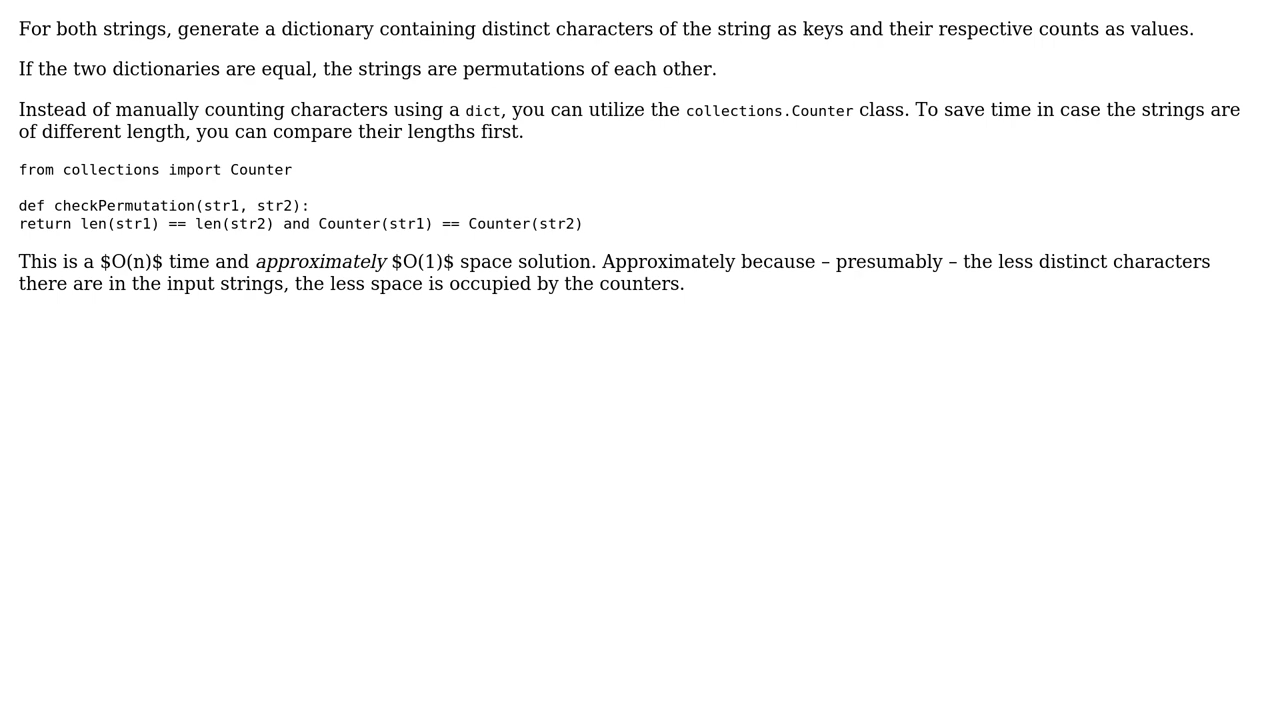 For both strings, generate a dictionary containing distinct characters of the string as keys and their respective counts as values.
If the two dictionaries are equal, the strings are permutations of each other.
Instead of manually counting characters using a dict, you can utilize the collections.Counter class. To save time in case the strings are
of different length, you can compare their lengths first.
from collections import Counter
def checkPermutation(str1, str2):
return len(str1) == len(str2) and Counter(str1) == Counter(str2)
This is a $O(n)$ time and approximately $O(1)$ space solution. Approximately because – presumably – the less distinct characters
there are in the input strings, the less space is occupied by the counters.